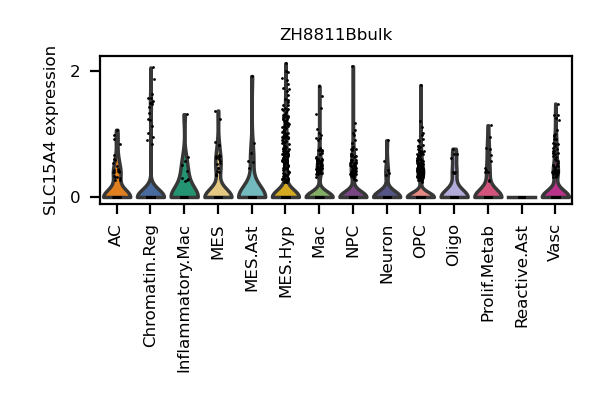 ZH8811Bbulk
SLC15A4 expression
2
0
AC
Chromatin.Reg
Inflammatory.Mac
MES
MES.Ast
MES.Hyp
Mac
NPC
Neuron
OPC
Oligo
Prolif.Metab
Reactive.Ast
Vasc